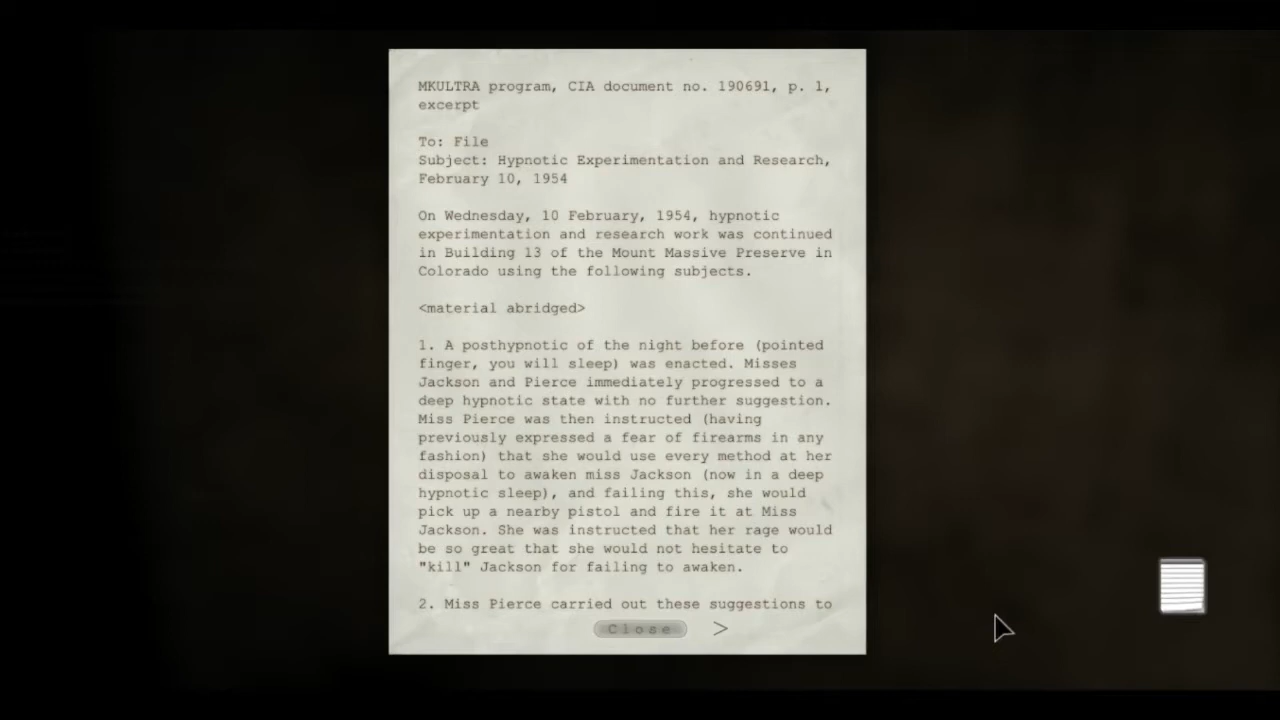 MKULTRA program, CIA document no. 190691, p. 1,
excerpt
To: File
Subject: Hypnotic Experimentation and Research,
February 10, 1954
On Wednesday, 10 February, 1954, hypnotic
experimentation and research work was continued
in Building 13 of the Mount Massive Preserve in
Colorado using the following subjects.
<material abridged>
1. A posthypnotic of the night before (pointed
finger, you will sleep) was enacted. Misses
Jackson and Pierce immediately progressed to a
deep hypnotic state with no further suggestion.
Miss Pierce was then instructed (having
previously expressed a fear of firearms in any
fashion) that she would use every method at her
disposal to awaken miss Jackson (now in a deep
hypnotic sleep), and failing this, she would
pick up a nearby pistol and fire it at Miss
Jackson. She was instructed that her rage would
be so great that she would not hesitate to
"kill" Jackson for failing to awaken.
2. Miss Pierce carried out these suggestions to
Close >